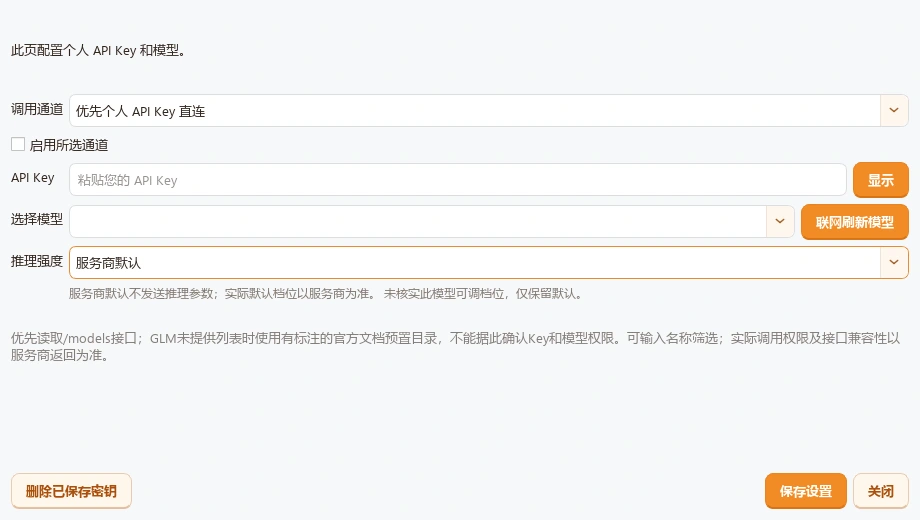 此页配置个人 API Key 和模型。
调用通道 优先个人 API Key 直连
启用所选通道
API Key 粘贴您的 API Key 显示
选择模型 联网刷新模型
推理强度 服务商默认
服务商默认不发送推理参数；实际默认档位以服务商为准。 未核实此模型可调档位，仅保留默认。
优先读取/models接口；GLM未提供列表时使用有标注的官方文档预置目录，不能据此确认Key和模型权限。可输入名称筛选；实际调用权限及接口兼容性以
服务商返回为准。
删除已保存密钥 保存设置 关闭